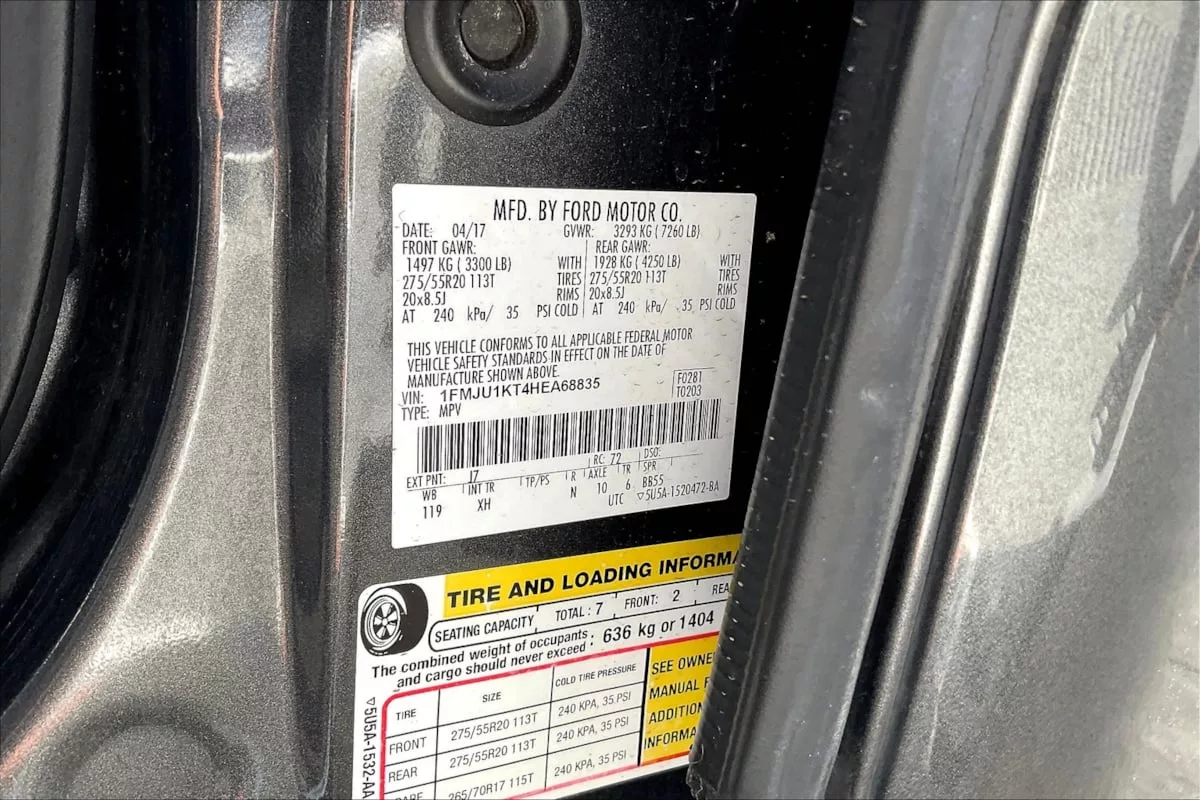 MFD. BY FORD MOTOR CO.
DATE: 04/17 GVWR: 3293 KG ( 7260 LB)
FRONT GAWR: REAR GAWR:
1497 KG ( 3300 LB) WITH 1928 KG ( 4250 LB) WITH
275/55R20 113T TIRES 275/55R20 113T TIRES
20x8.5J RIMS 20x8.5J RIMS
AT 240 kPa/ 35 PSI COLD AT 240 kPa/ 35 PSI COLD
THIS VEHICLE CONFORMS TO ALL APPLICABLE FEDERAL MOTOR
VEHICLE SAFETY STANDARDS IN EFFECT ON THE DATE OF
MANUFACTURE SHOWN ABOVE.
VIN: 1FMJU1KT4HEA68835 F0281
TYPE: MPV T0203
EXT PNT: J7 RC: 72 DSO:
WB INT TR TP/PS R AXLE TR SPR
119 XH N 10 6 BB55
UTC ▽5U5A-1520472-BA
TIRE AND LOADING INFORMA
SEATING CAPACITY TOTAL: 7 FRONT: 2 REA
The combined weight of occupants and cargo should never exceed : 636 kg or 1404
TIRE SIZE COLD TIRE PRESSURE
FRONT 275/55R20 113T 240 KPA, 35 PSI
REAR 275/55R20 113T 240 KPA, 35 PSI
265/70R17 115T 240 KPA, 35 PSI
SEE OWNE
MANUAL F
ADDITION
INFORMA
▽5U5A-1532-AA